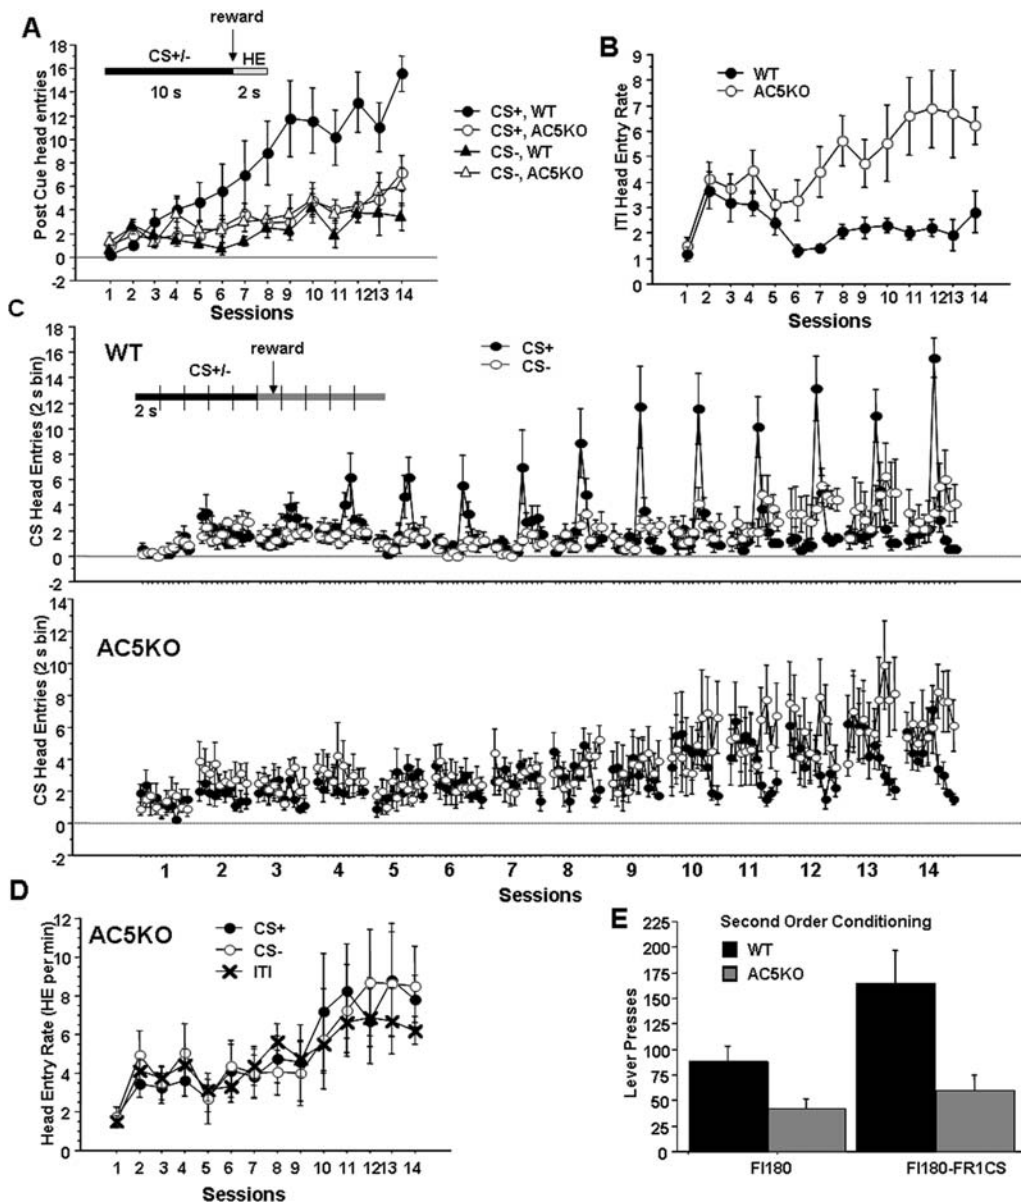 A
reward
CS+/-
HE
10 s
2 s
Post Cue head entries
18
16
14
12
10
8
6
4
2
0
-2
CS+, WT
CS+, AC5KO
CS-, WT
CS-, AC5KO
1 2 3 4 5 6 7 8 9 10 11 1213 14
Sessions
B
ITI Head Entry Rate
9
8
7
6
5
4
3
2
1
0
WT
AC5KO
1 2 3 4 5 6 7 8 9 10 11 1213 14
Sessions
C
WT
reward
CS+/-
2 s
CS+
CS-
CS Head Entries (2 s bin)
18
16
14
12
10
8
6
4
2
0
-2
AC5KO
CS Head Entries (2 s bin)
14
12
10
8
6
4
2
0
-2
1 2 3 4 5 6 7 8 9 10 11 12 13 14
Sessions
D
AC5KO
CS+
CS-
ITI
Head Entry Rate (HE per min)
12
10
8
6
4
2
0
1 2 3 4 5 6 7 8 9 10 11 1213 14
Sessions
E
Second Order Conditioning
WT
AC5KO
Lever Presses
225
200
175
150
125
100
75
50
25
0
FI180
FI180-FR1CS